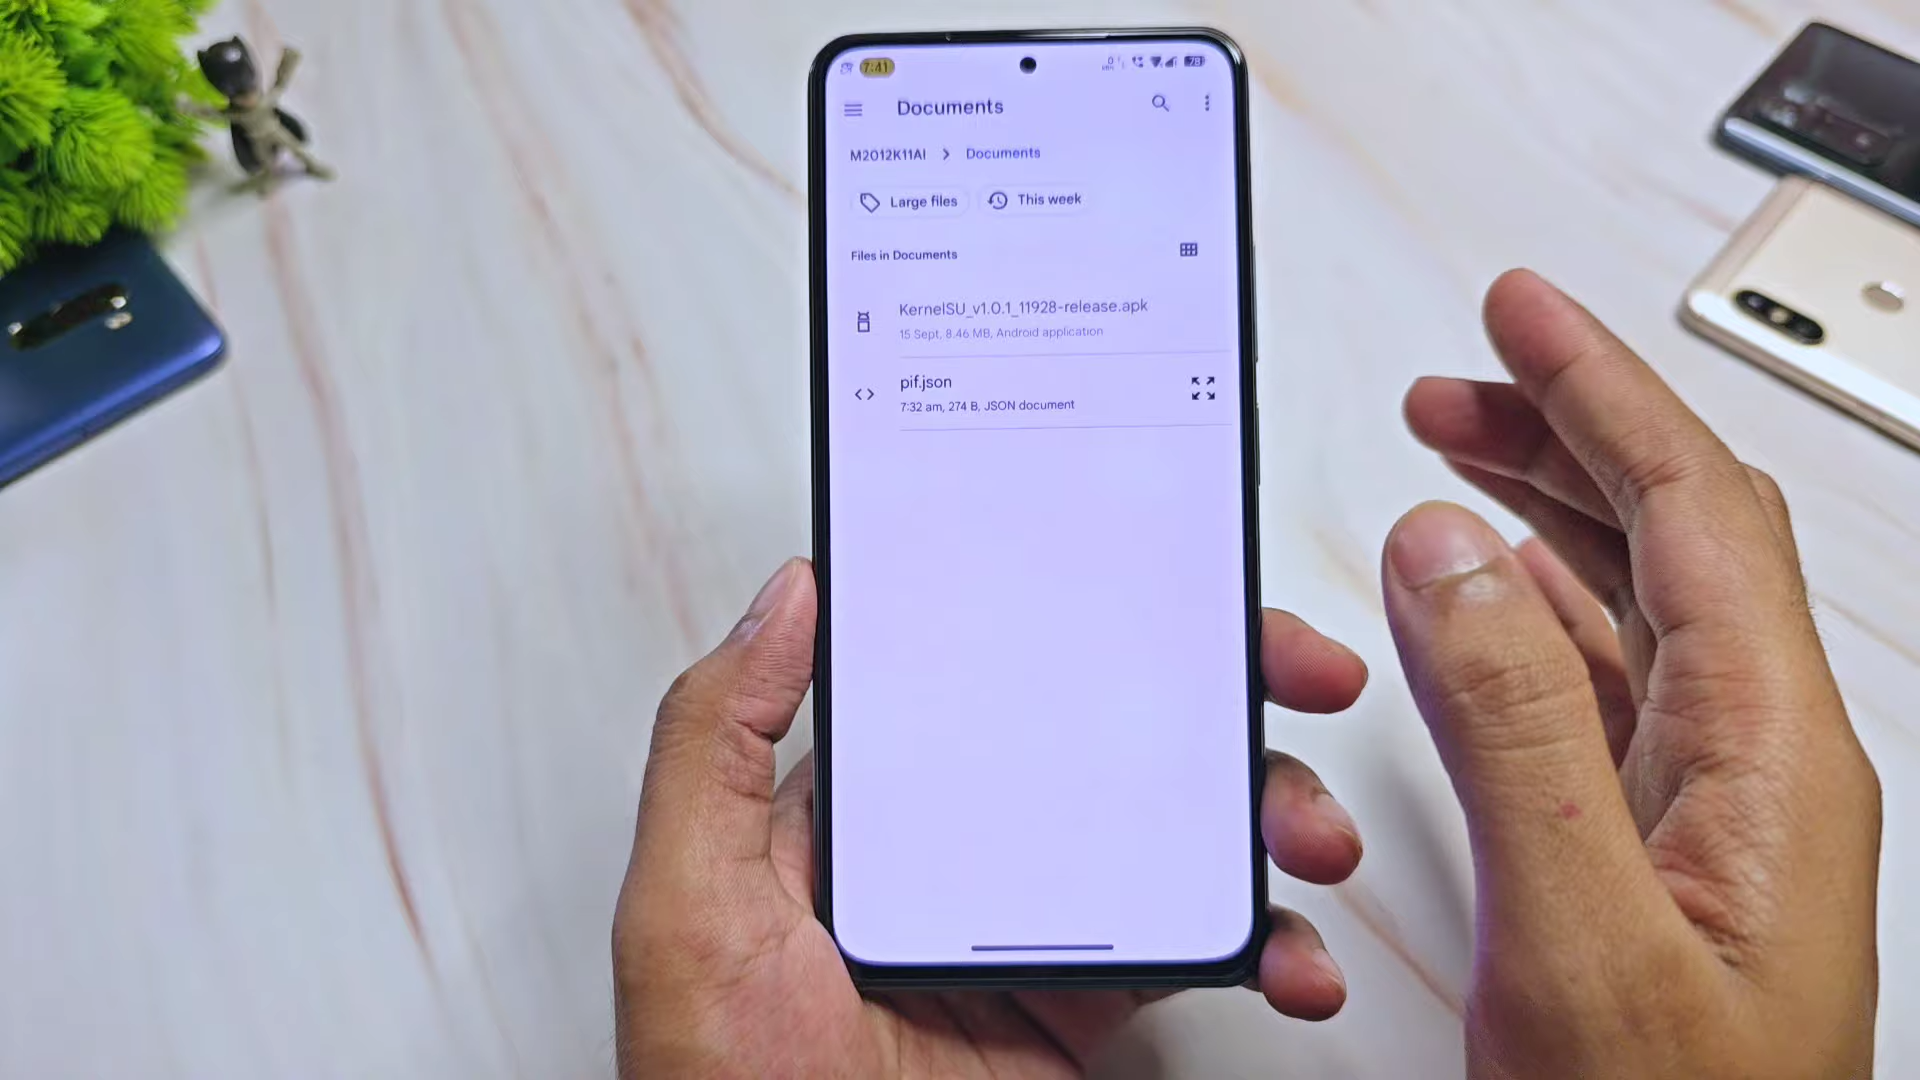 7:41
78
Documents
M2012K11AI > Documents
Large files
This week
Files in Documents
KernelSU_v1.0.1_11928-release.apk
15 Sept, 8.46 MB, Android application
pif.json
7:32 am, 274 B, JSON document